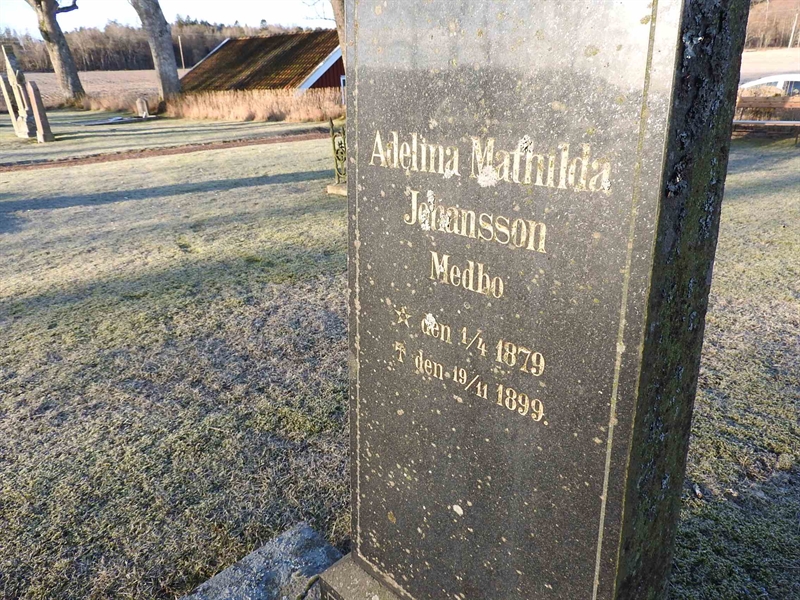 Adelina Mathilda
Johansson
Medbo
☆ den 1/4 1879
✝ den 19/11 1899.